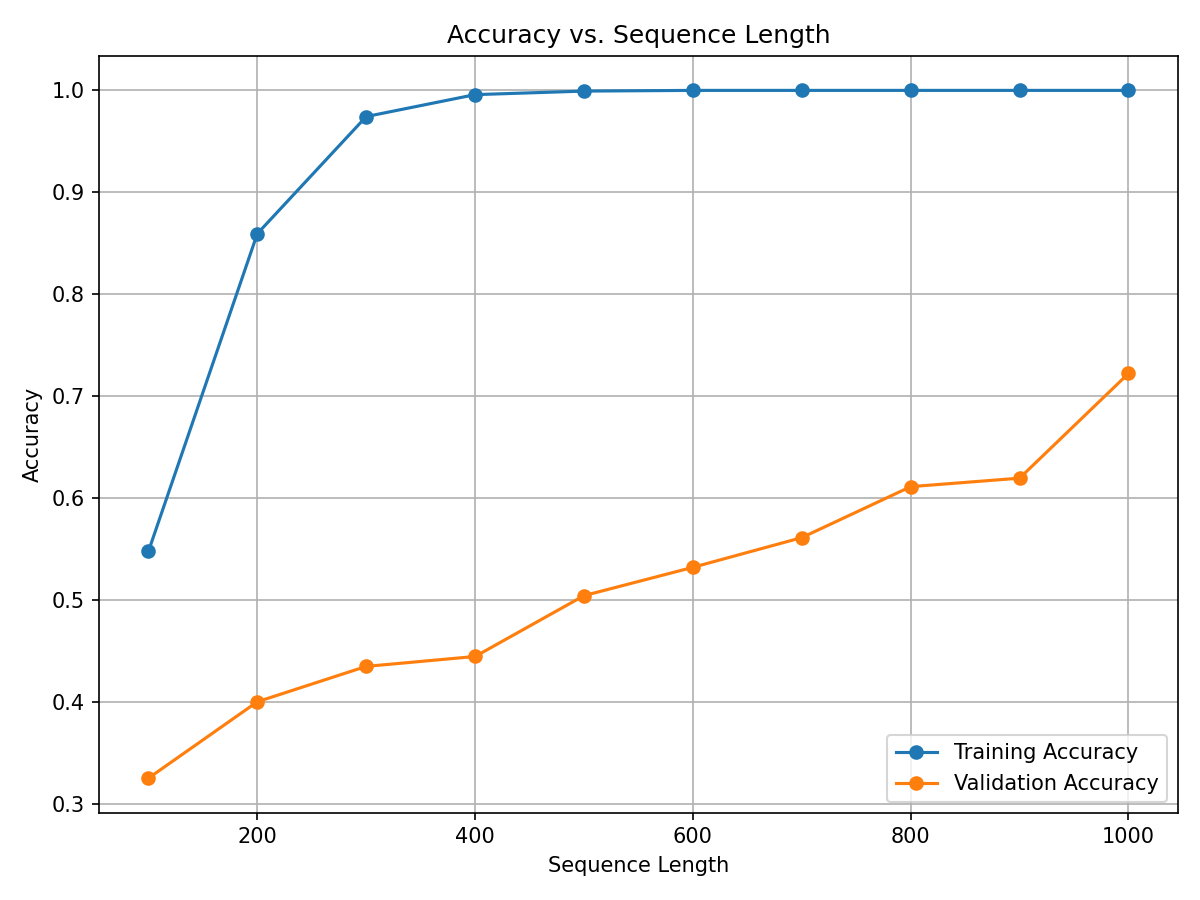 Accuracy vs. Sequence Length
1.0
0.9
0.8
0.7
0.6
0.5
0.4
0.3
Accuracy
Training Accuracy
Validation Accuracy
200 400 600 800 1000
Sequence Length